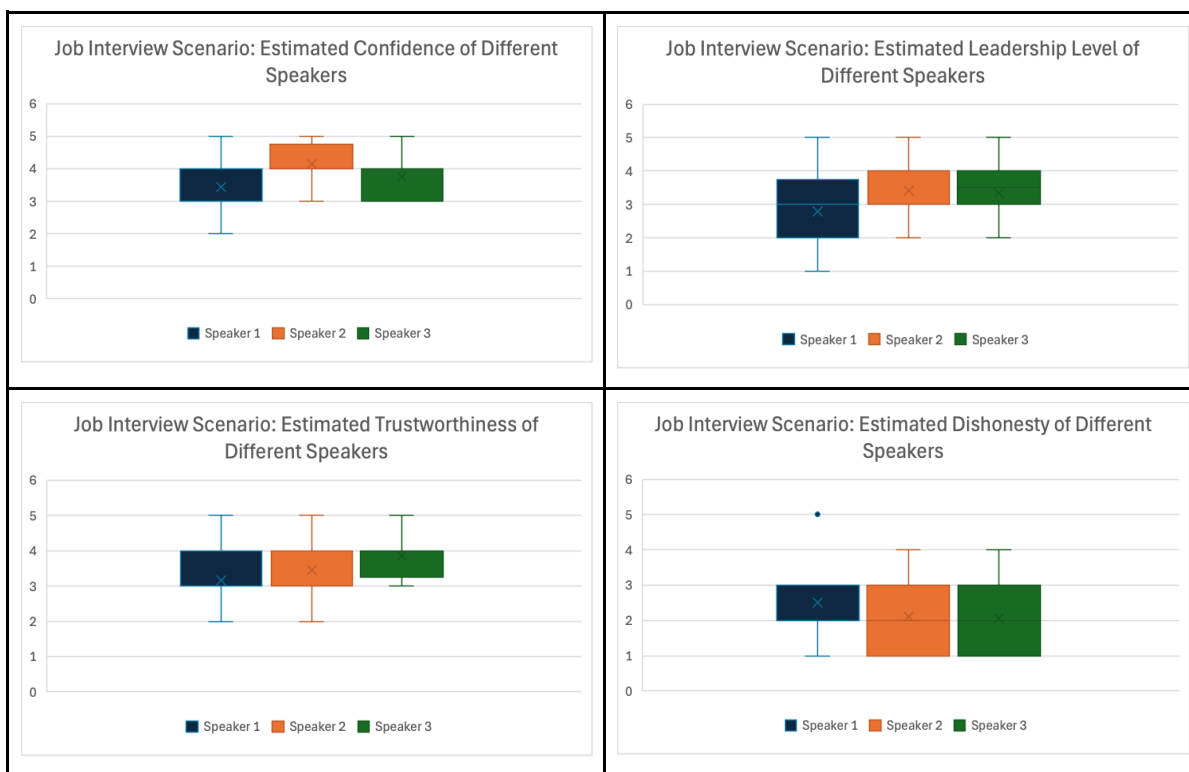 Job Interview Scenario: Estimated Confidence of Different
Speakers
6
5
4
3
2
1
0
Speaker 1 Speaker 2 Speaker 3
Job Interview Scenario: Estimated Leadership Level of
Different Speakers
6
5
4
3
2
1
0
Speaker 1 Speaker 2 Speaker 3
Job Interview Scenario: Estimated Trustworthiness of
Different Speakers
6
5
4
3
2
1
0
Speaker 1 Speaker 2 Speaker 3
Job Interview Scenario: Estimated Dishonesty of Different
Speakers
6
5
4
3
2
1
0
Speaker 1 Speaker 2 Speaker 3